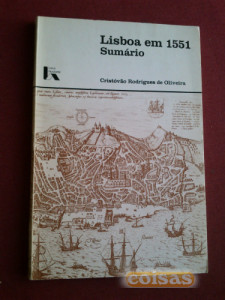 Lisboa em 1551
Sumário
Cristóvão Rodrigues de Oliveira
coisas